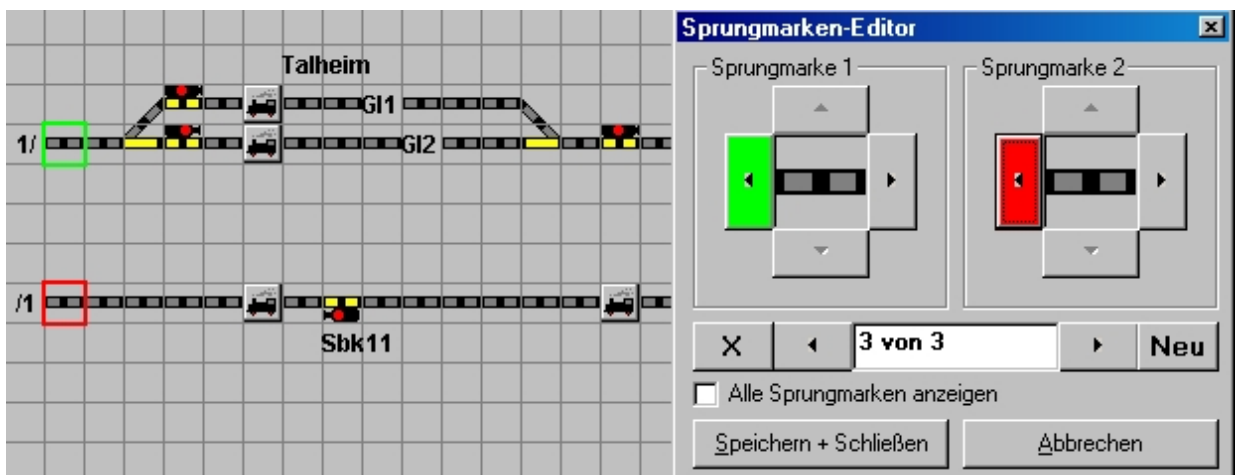 Talheim
Gl1
1/
Gl2
/1
Sbk11
Sprungmarken-Editor
Sprungmarke 1
Sprungmarke 2
X
3 von 3
Neu
Alle Sprungmarken anzeigen
Speichern + Schließen
Abbrechen